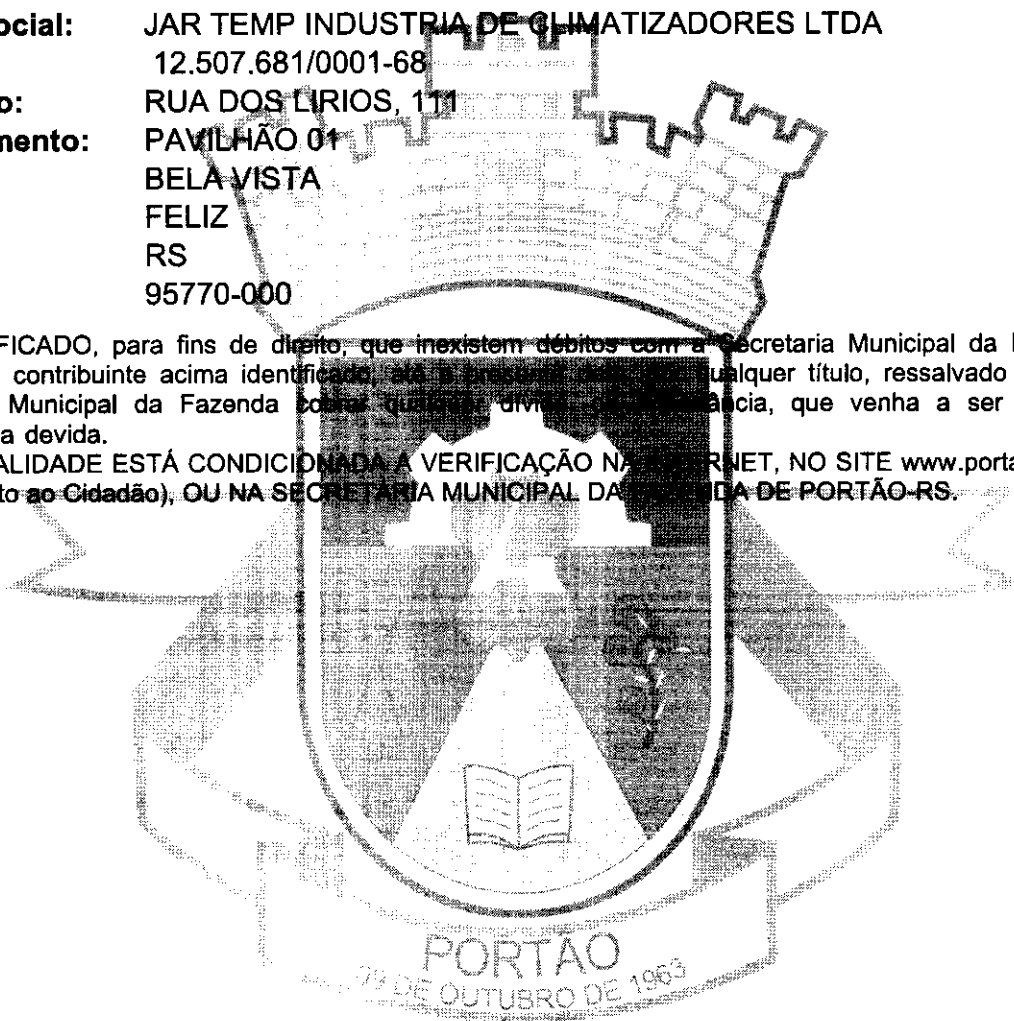 ocial: JAR TEMP INDUSTRIA DE CLIMATIZADORES LTDA
12.507.681/0001-68
o: RUA DOS LIRIOS, 111
mento: PAVILHÃO 01
BELA VISTA
FELIZ
RS
95770-000
FICADO, para fins de direito, que inexistem débitos com a Secretaria Municipal da
contribuinte acima identificado, até a presente data, qualquer título, ressalvado
Municipal da Fazenda cobrar qualquer dívida que venha a ser
a devida.
ALIDADE ESTÁ CONDICIONADA A VERIFICAÇÃO NA INTERNET, NO SITE www.porta
to ao Cidadão), OU NA SECRETARIA MUNICIPAL DA FAZENDA DE PORTÃO-RS.
PORTÃO
DE OUTUBRO DE 1963